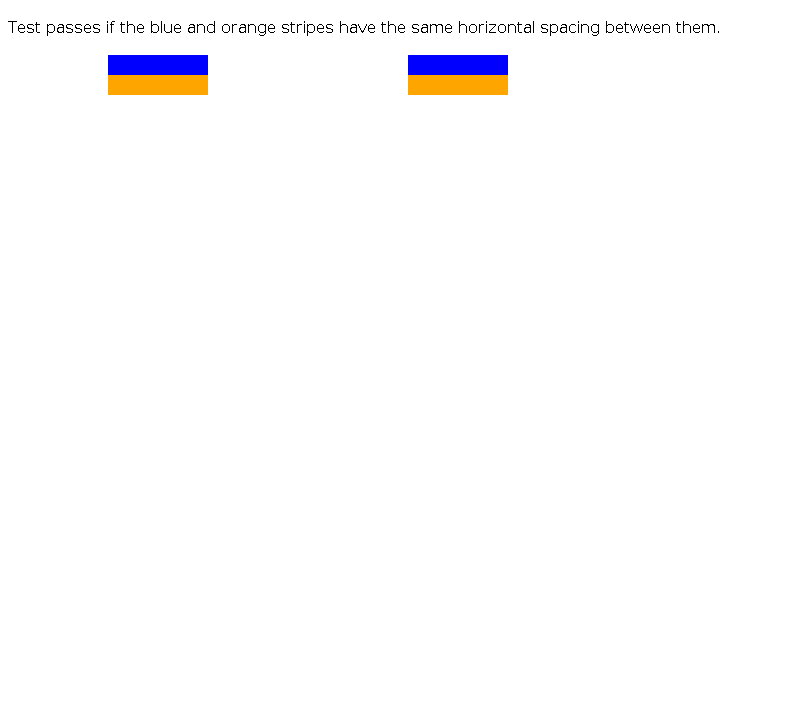 Test passes if the blue and orange stripes have the same horizontal spacing between them.